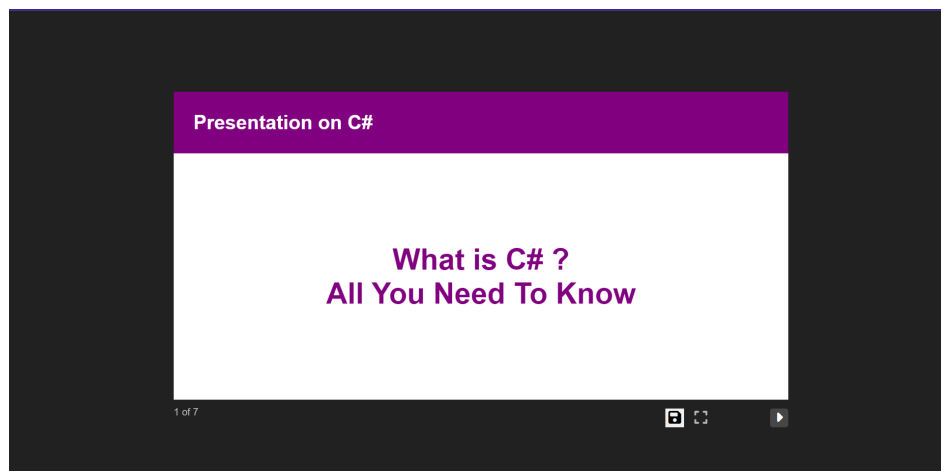 Presentation on C#
What is C# ?
All You Need To Know
1 of 7